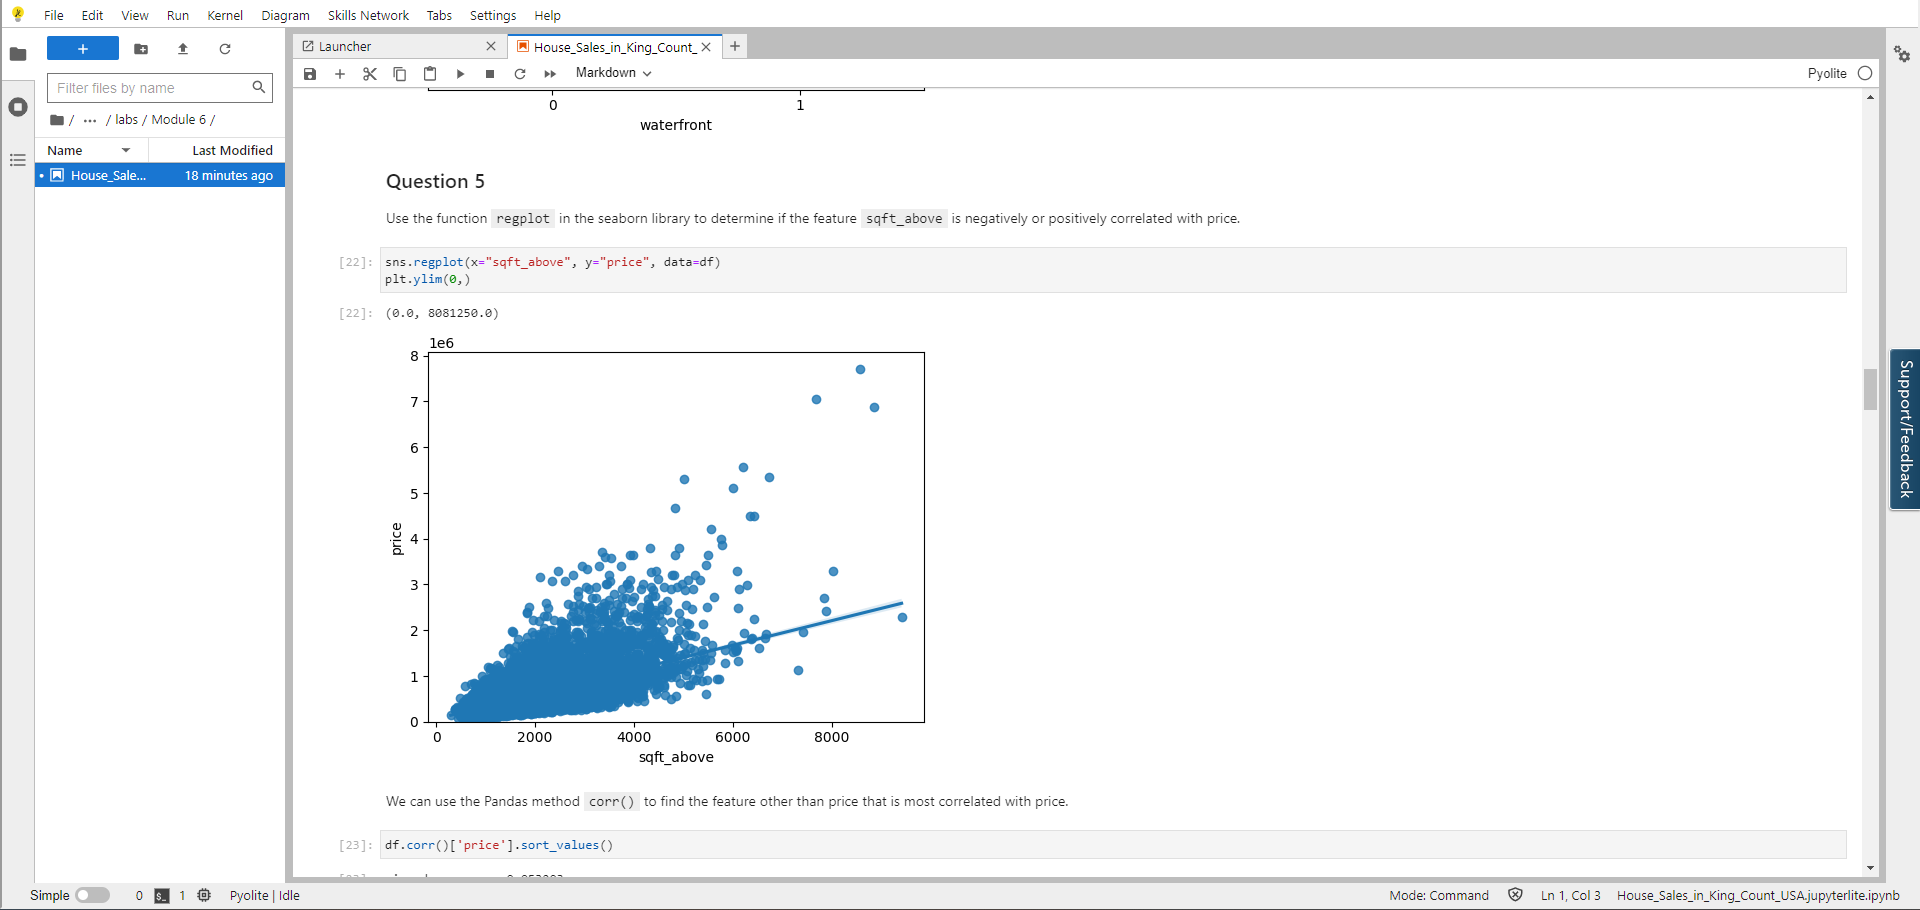 File Edit View Run Kernel Diagram Skills Network Tabs Settings Help
+
Filter files by name
/ ··· / labs / Module 6 /
Name Last Modified
House_Sale... 18 minutes ago
Launcher House_Sales_in_King_Count_
Markdown
Pyolite
0 1
waterfront
Question 5
Use the function regplot in the seaborn library to determine if the feature sqft_above is negatively or positively correlated with price.
[22]: sns.regplot(x="sqft_above", y="price", data=df)
plt.ylim(0,)
[22]: (0.0, 8081250.0)
1e6
8
7
6
5
4
3
2
1
0
price
0 2000 4000 6000 8000
sqft_above
We can use the Pandas method corr() to find the feature other than price that is most correlated with price.
[23]: df.corr()['price'].sort_values()
Support/Feedback
Simple 0 1 Pyolite | Idle
Mode: Command Ln 1, Col 3 House_Sales_in_King_Count_USA.jupyterlite.ipynb